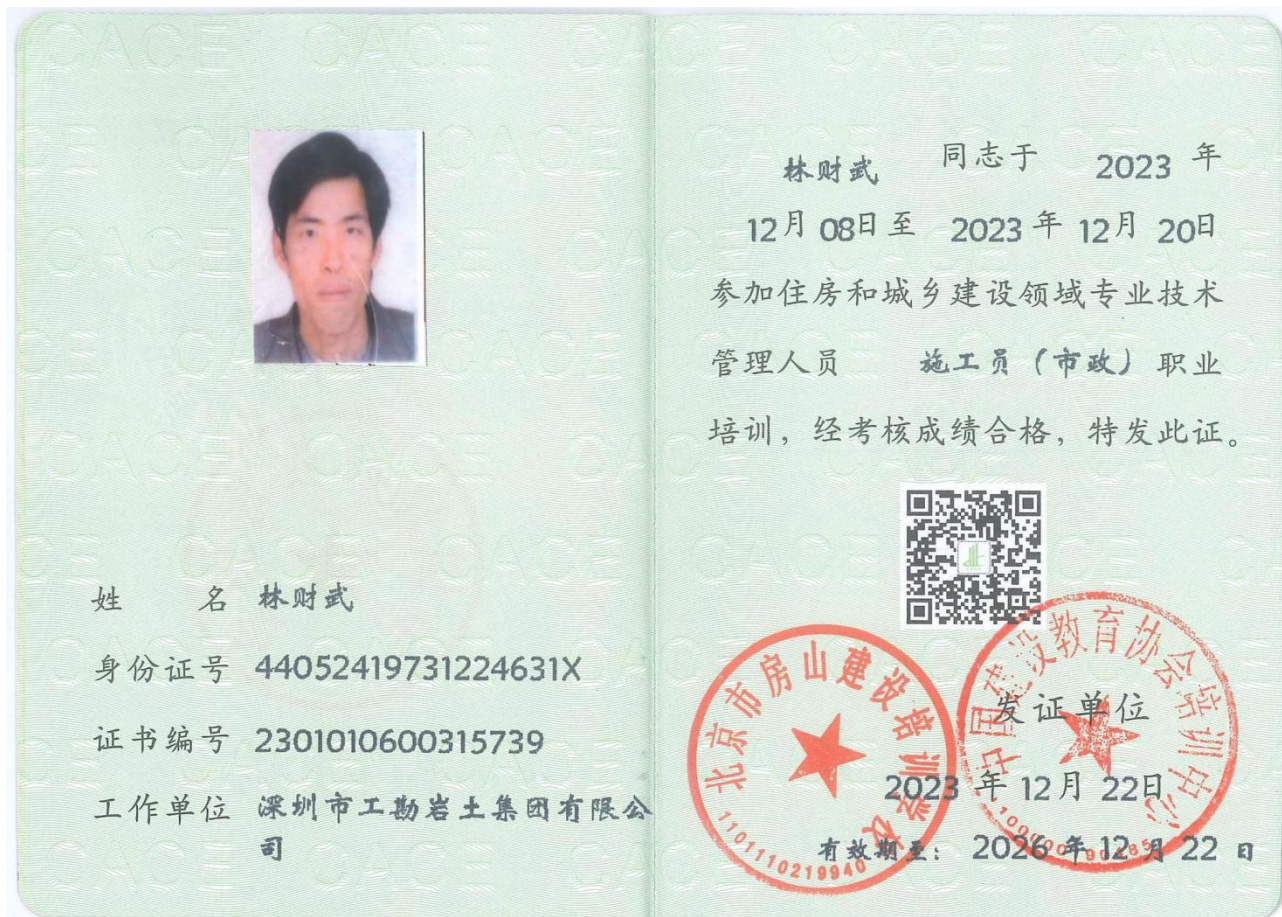 姓 名 林财武
身份证号 44052419731224631X
证书编号 2301010600315739
工作单位 深圳市工勘岩土集团有限公
司
林财武 同志于 2023 年
12月 08日至 2023 年 12月 20日
参加住房和城乡建设领域专业技术
管理人员 施工员（市政）职业
培训，经考核成绩合格，特发此证。
北京市房山建设培训学校
1101110219940
中国建设教育协会培训中心
发证单位
2023 年 12月 22日
有效期至： 2026 年 12 月 22 日
CACE